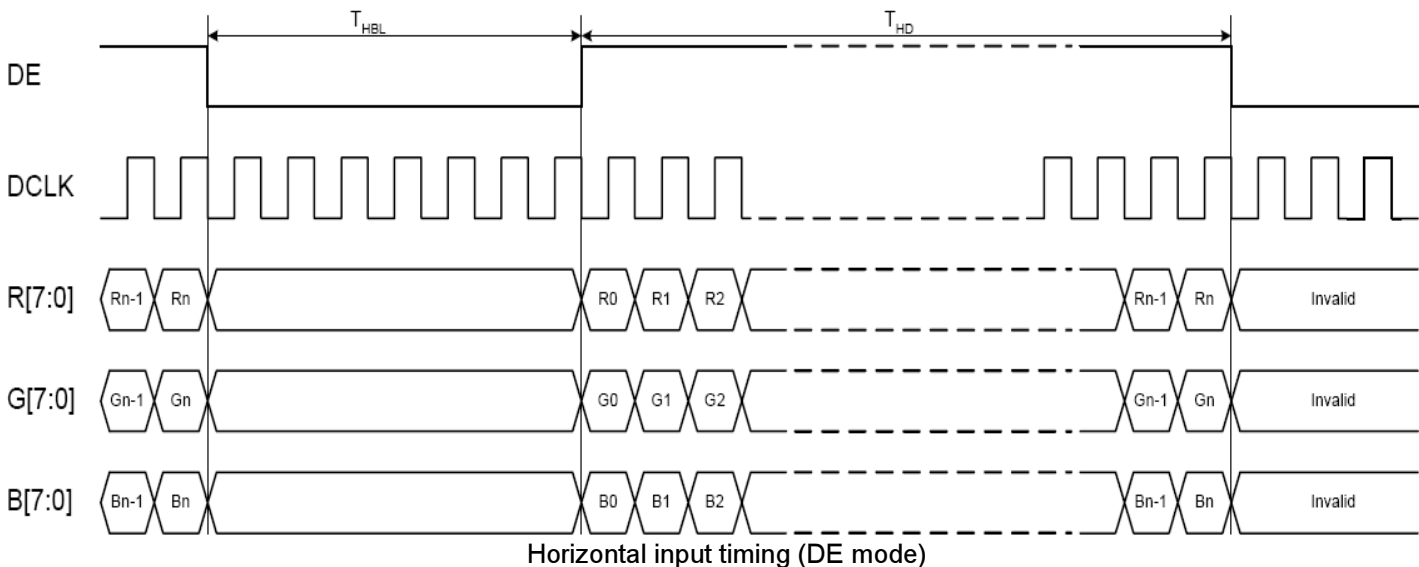 T_HBL T_HD
DE
DCLK
R[7:0] Rn-1 Rn R0 R1 R2 Rn-1 Rn Invalid
G[7:0] Gn-1 Gn G0 G1 G2 Gn-1 Gn Invalid
B[7:0] Bn-1 Bn B0 B1 B2 Bn-1 Bn Invalid
Horizontal input timing (DE mode)